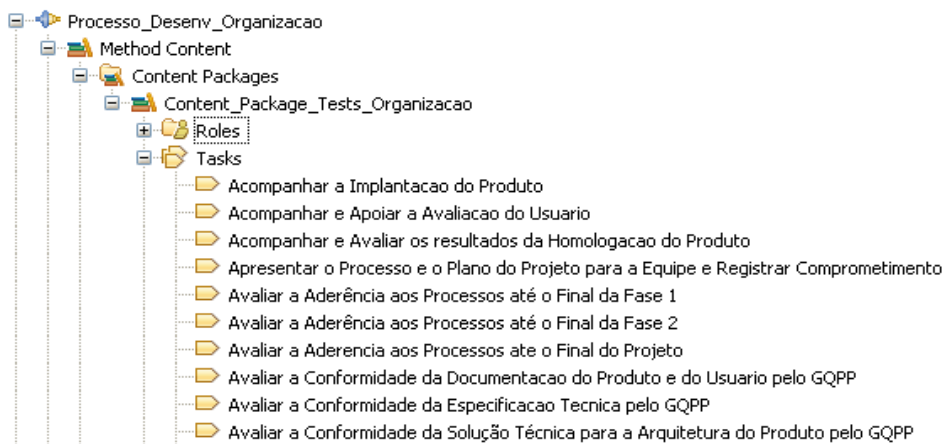 Processo_Desenv_Organizacao
Method Content
Content Packages
Content_Package_Tests_Organizacao
Roles
Tasks
Acompanhar a Implantacao do Produto
Acompanhar e Apoiar a Avaliacao do Usuario
Acompanhar e Avaliar os resultados da Homologacao do Produto
Apresentar o Processo e o Plano do Projeto para a Equipe e Registrar Comprometimento
Avaliar a Aderência aos Processos até o Final da Fase 1
Avaliar a Aderência aos Processos até o Final da Fase 2
Avaliar a Aderencia aos Processos ate o Final do Projeto
Avaliar a Conformidade da Documentacao do Produto e do Usuario pelo GQPP
Avaliar a Conformidade da Especificacao Tecnica pelo GQPP
Avaliar a Conformidade da Solução Técnica para a Arquitetura do Produto pelo GQPP